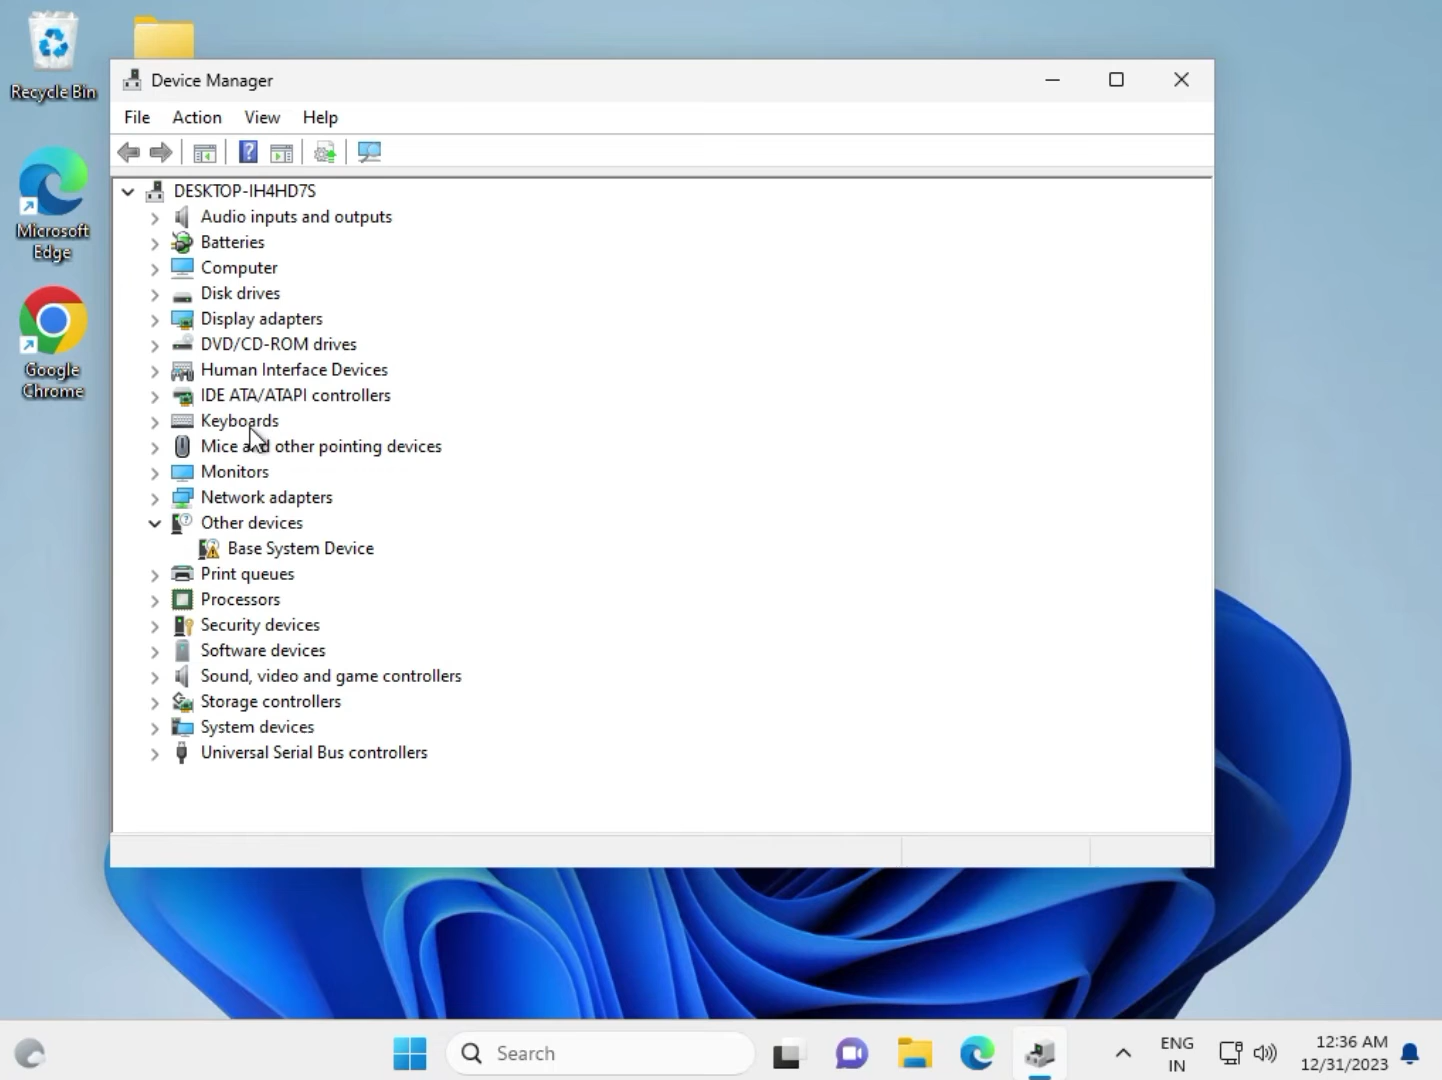 Recycle Bin
Microsoft
Edge
Google
Chrome
Device Manager
File Action View Help
DESKTOP-IH4HD7S
Audio inputs and outputs
Batteries
Computer
Disk drives
Display adapters
DVD/CD-ROM drives
Human Interface Devices
IDE ATA/ATAPI controllers
Keyboards
Mice and other pointing devices
Monitors
Network adapters
Other devices
Base System Device
Print queues
Processors
Security devices
Software devices
Sound, video and game controllers
Storage controllers
System devices
Universal Serial Bus controllers
Search
ENG
IN
12:36 AM
12/31/2023